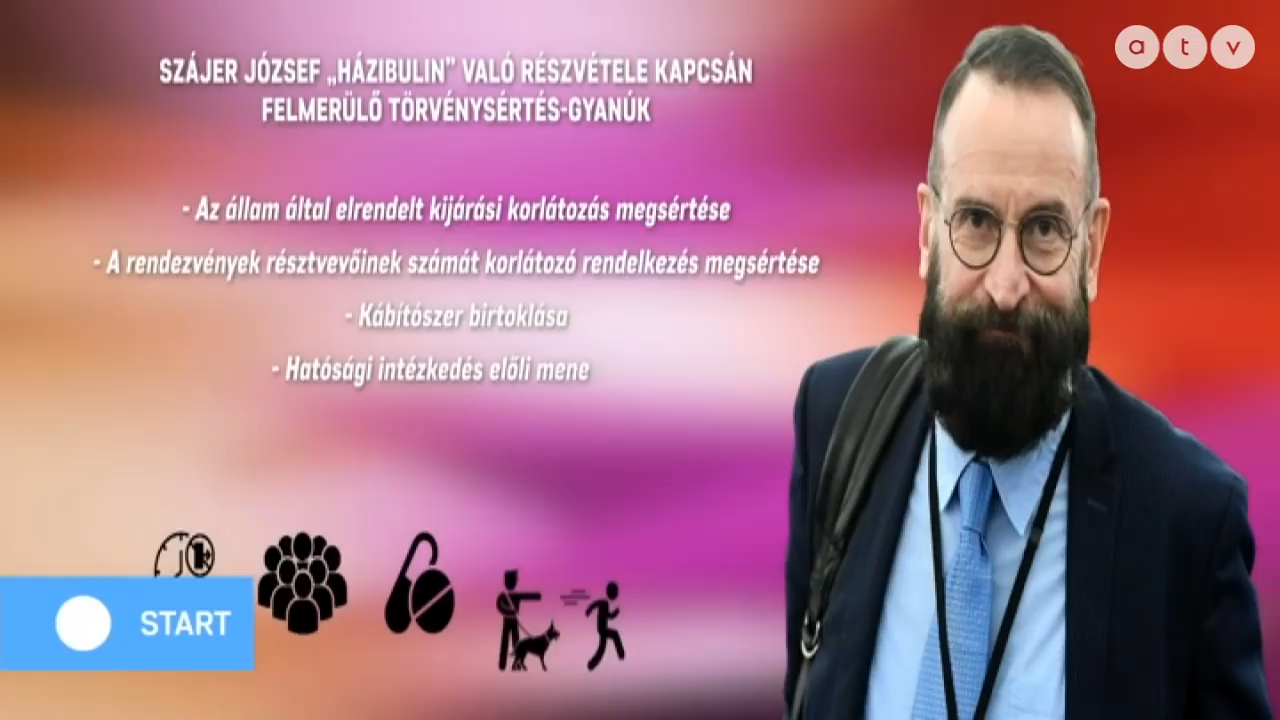 atv
SZÁJER JÓZSEF „HÁZIBULIN” VALÓ RÉSZVÉTELE KAPCSÁN
FELMERÜLŐ TÖRVÉNYSÉRTÉS-GYANÚK
- Az állam által elrendelt kijárási korlátozás megsértése
- A rendezvények résztvevőinek számát korlátozó rendelkezés megsértése
- Kábítószer birtoklása
- Hatósági intézkedés előli mene
START